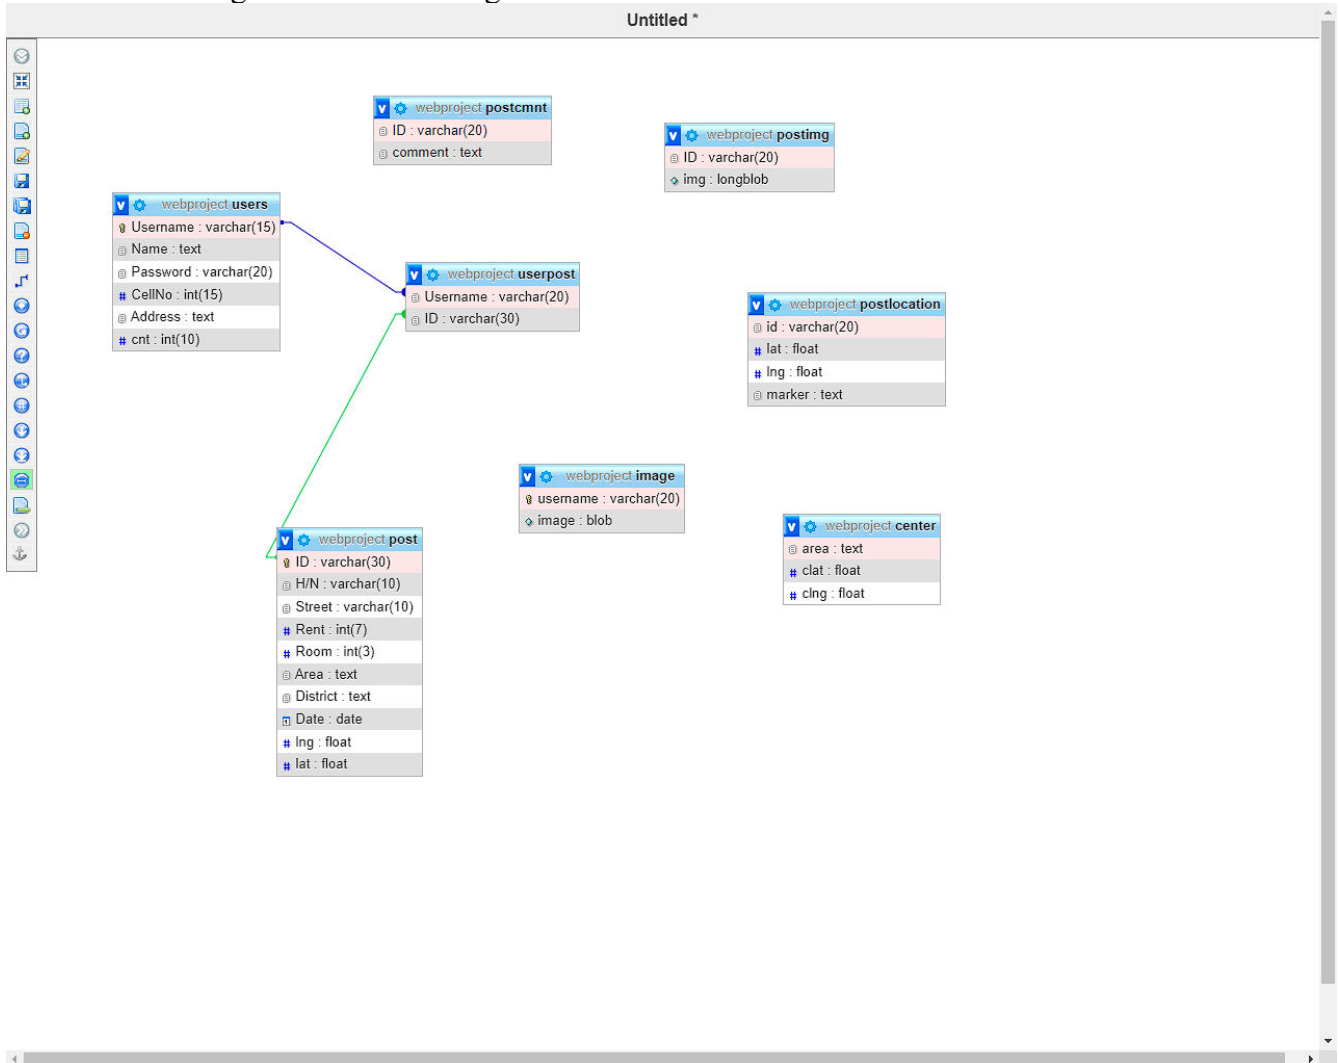 Untitled *
webproject postcmnt
ID : varchar(20)
comment : text
webproject postimg
ID : varchar(20)
img : longblob
webproject users
Username : varchar(15)
Name : text
Password : varchar(20)
CellNo : int(15)
Address : text
cnt : int(10)
webproject userpost
Username : varchar(20)
ID : varchar(30)
webproject postlocation
id : varchar(20)
lat : float
lng : float
marker : text
webproject image
username : varchar(20)
image : blob
webproject center
area : text
clat : float
clng : float
webproject post
ID : varchar(30)
H/N : varchar(10)
Street : varchar(10)
Rent : int(7)
Room : int(3)
Area : text
District : text
Date : date
lng : float
lat : float